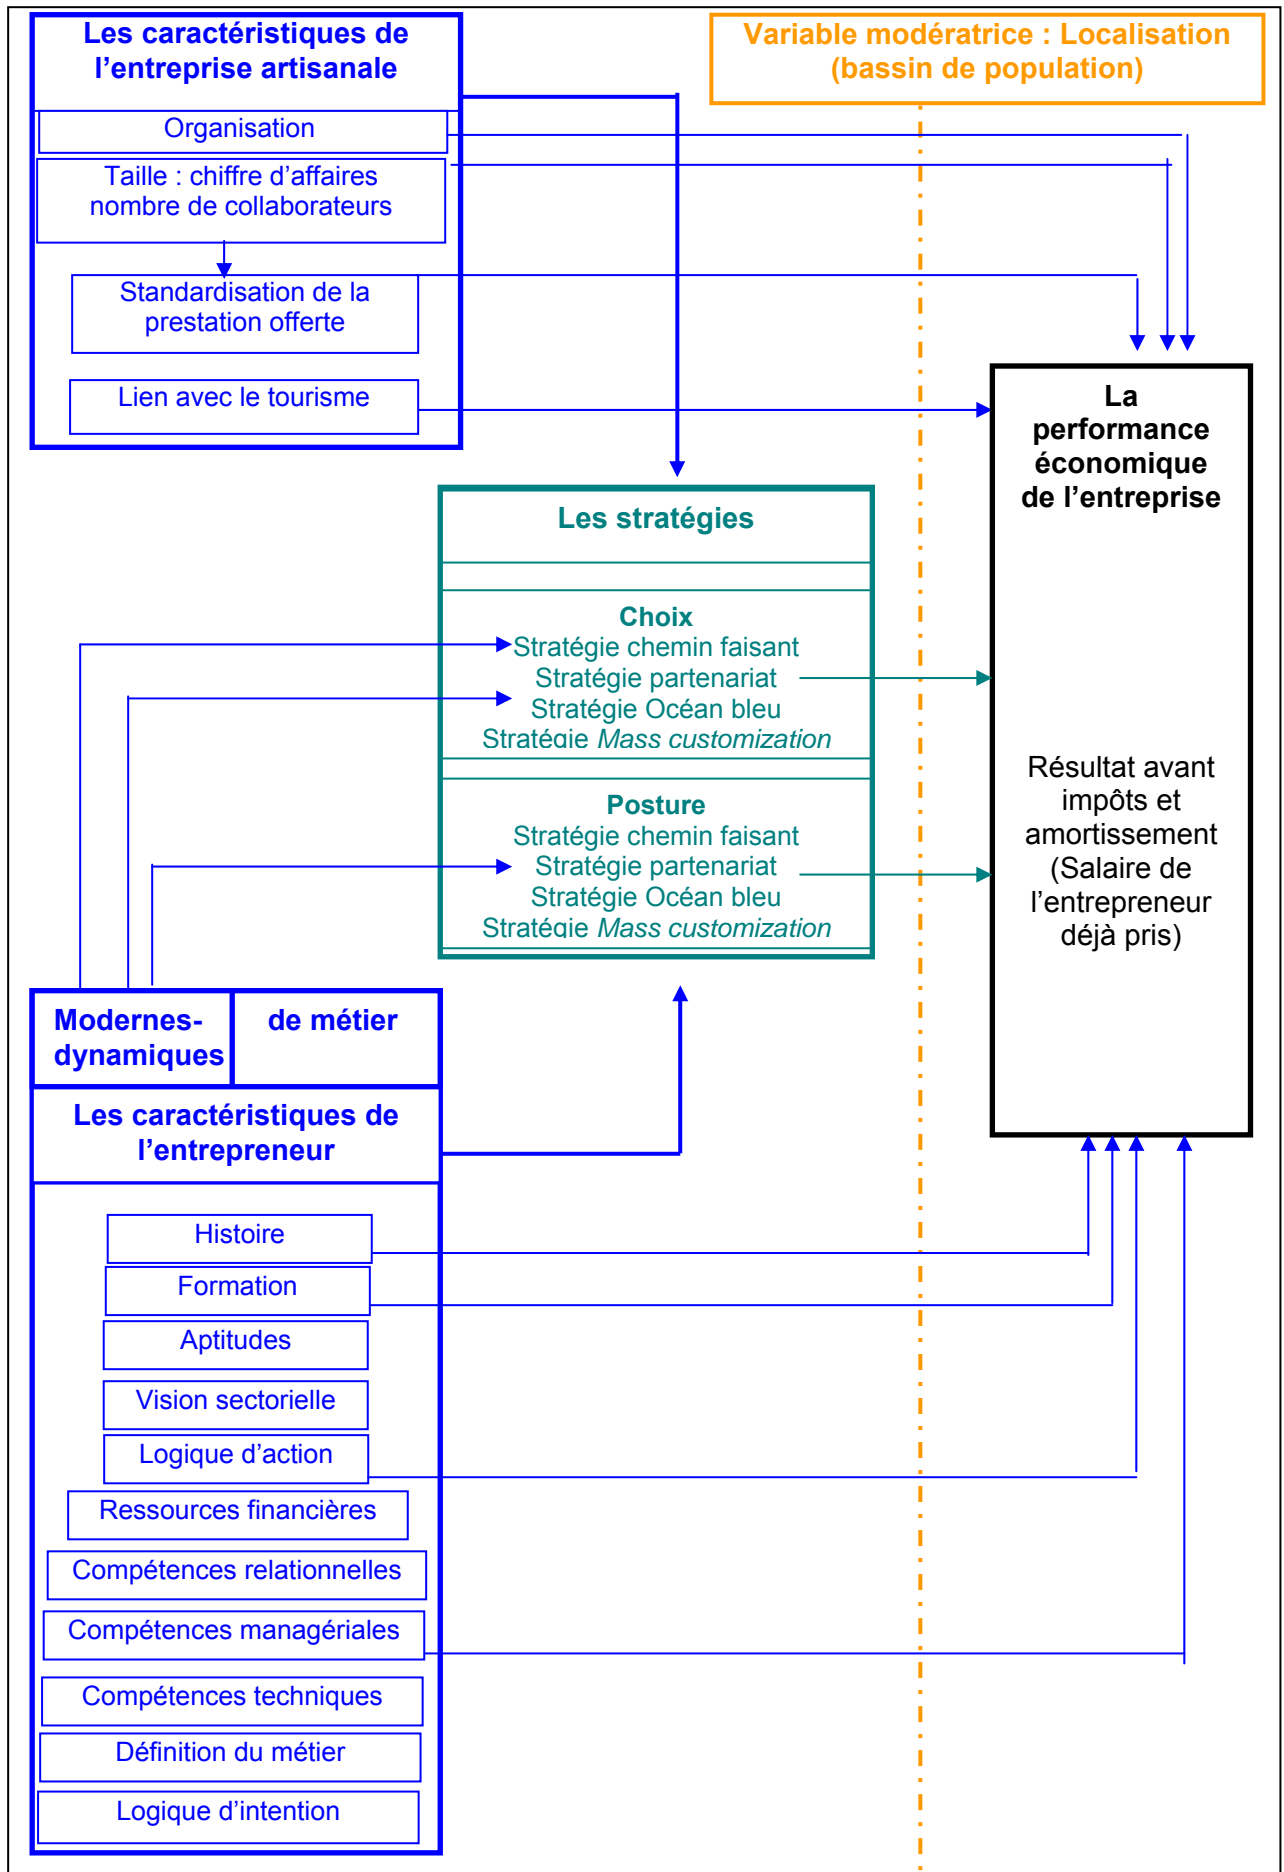 Les caractéristiques de
l’entreprise artisanale
Organisation
Taille : chiffre d’affaires
nombre de collaborateurs
Standardisation de la
prestation offerte
Lien avec le tourisme
Variable modératrice : Localisation
(bassin de population)
Les stratégies
Choix
Stratégie chemin faisant
Stratégie partenariat
Stratégie Océan bleu
Stratégie Mass customization
Posture
Stratégie chemin faisant
Stratégie partenariat
Stratégie Océan bleu
Stratégie Mass customization
La
performance
économique
de l’entreprise
Résultat avant
impôts et
amortissement
(Salaire de
l’entrepreneur
déjà pris)
Modernes-
dynamiques
de métier
Les caractéristiques de
l’entrepreneur
Histoire
Formation
Aptitudes
Vision sectorielle
Logique d’action
Ressources financières
Compétences relationnelles
Compétences managériales
Compétences techniques
Définition du métier
Logique d’intention